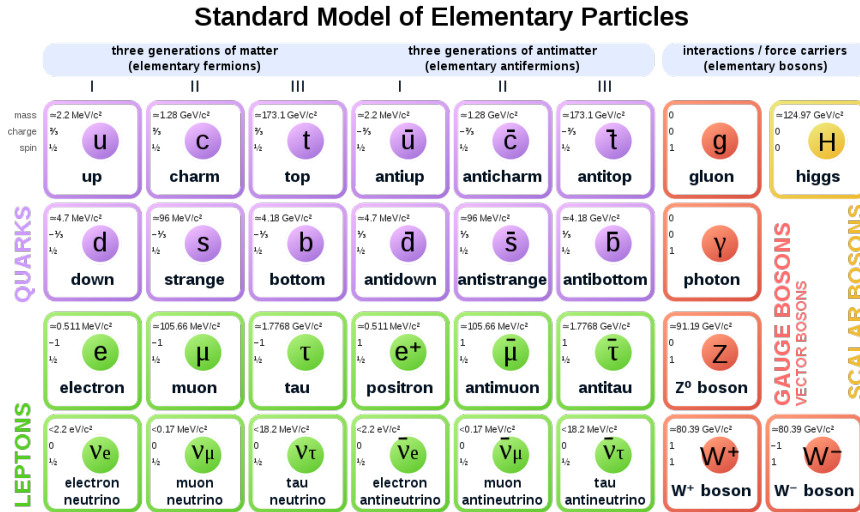 Standard Model of Elementary Particles
three generations of matter
(elementary fermions)
three generations of antimatter
(elementary antifermions)
interactions / force carriers
(elementary bosons)
I II III I II III
mass
charge
spin
≃2.2 MeV/c²
⅔
½
u
up
≃1.28 GeV/c²
⅔
½
c
charm
≃173.1 GeV/c²
⅔
½
t
top
≃2.2 MeV/c²
−⅔
½
ū
antiup
≃1.28 GeV/c²
−⅔
½
c̄
anticharm
≃173.1 GeV/c²
−⅔
½
t̄
antitop
0
0
1
g
gluon
≃124.97 GeV/c²
0
0
H
higgs
QUARKS
≃4.7 MeV/c²
−⅓
½
d
down
≃96 MeV/c²
−⅓
½
s
strange
≃4.18 GeV/c²
−⅓
½
b
bottom
≃4.7 MeV/c²
⅓
½
d̄
antidown
≃96 MeV/c²
⅓
½
s̄
antistrange
≃4.18 GeV/c²
⅓
½
b̄
antibottom
0
0
1
γ
photon
GAUGE BOSONS
VECTOR BOSONS
SCALAR BOSONS
LEPTONS
≃0.511 MeV/c²
−1
½
e
electron
≃105.66 MeV/c²
−1
½
μ
muon
≃1.7768 GeV/c²
−1
½
τ
tau
≃0.511 MeV/c²
1
½
e⁺
positron
≃105.66 MeV/c²
1
½
μ̄
antimuon
≃1.7768 GeV/c²
1
½
τ̄
antitau
≃91.19 GeV/c²
0
1
Z
Z⁰ boson
<2.2 eV/c²
0
½
νe
electron
neutrino
<0.17 MeV/c²
0
½
νμ
muon
neutrino
<18.2 MeV/c²
0
½
ντ
tau
neutrino
<2.2 eV/c²
0
½
ν̄e
electron
antineutrino
<0.17 MeV/c²
0
½
ν̄μ
muon
antineutrino
<18.2 MeV/c²
0
½
ν̄τ
tau
antineutrino
≃80.39 GeV/c²
1
1
W⁺
W⁺ boson
≃80.39 GeV/c²
−1
1
W⁻
W⁻ boson